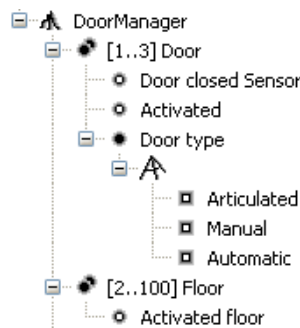 DoorManager
[1..3] Door
Door closed Sensor
Activated
Door type
Articulated
Manual
Automatic
[2..100] Floor
Activated floor